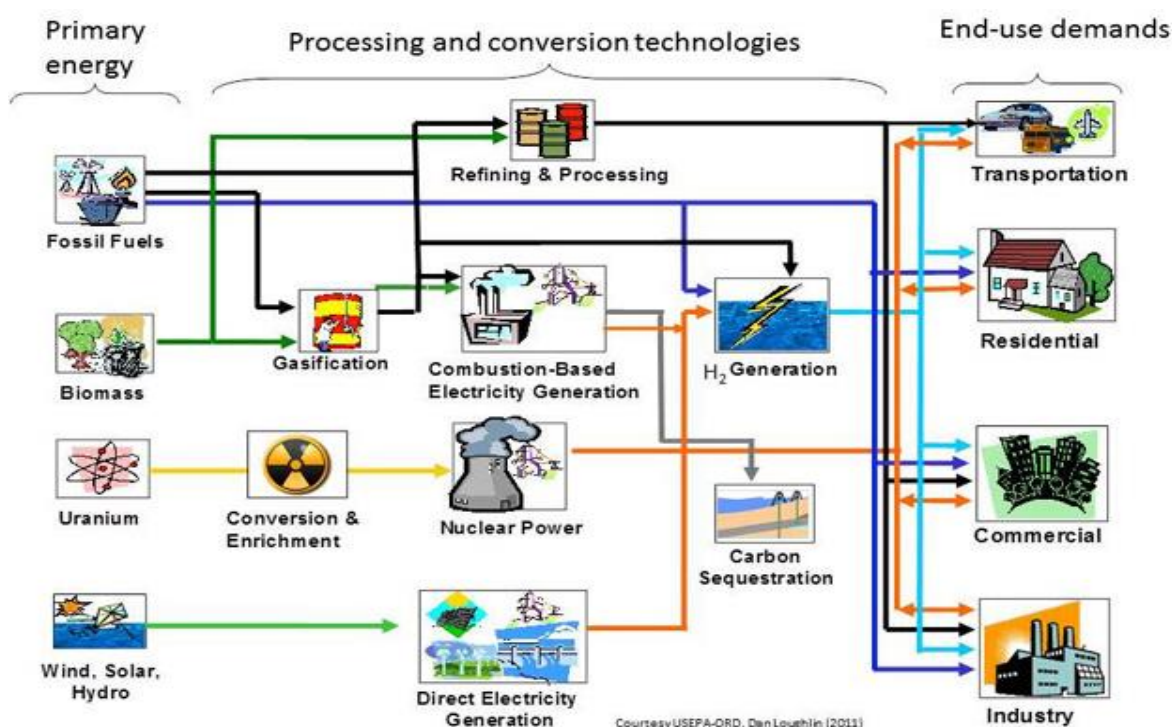 Primary
energy
Processing and conversion technologies
End-use demands
Refining & Processing
Transportation
Fossil Fuels
Gasification
Combustion-Based
Electricity Generation
H₂ Generation
Residential
Biomass
Uranium
Conversion &
Enrichment
Nuclear Power
Carbon
Sequestration
Commercial
Wind, Solar,
Hydro
Direct Electricity
Generation
Industry
Courtesy USEPA-ORD, Dan Loughlin (2011)